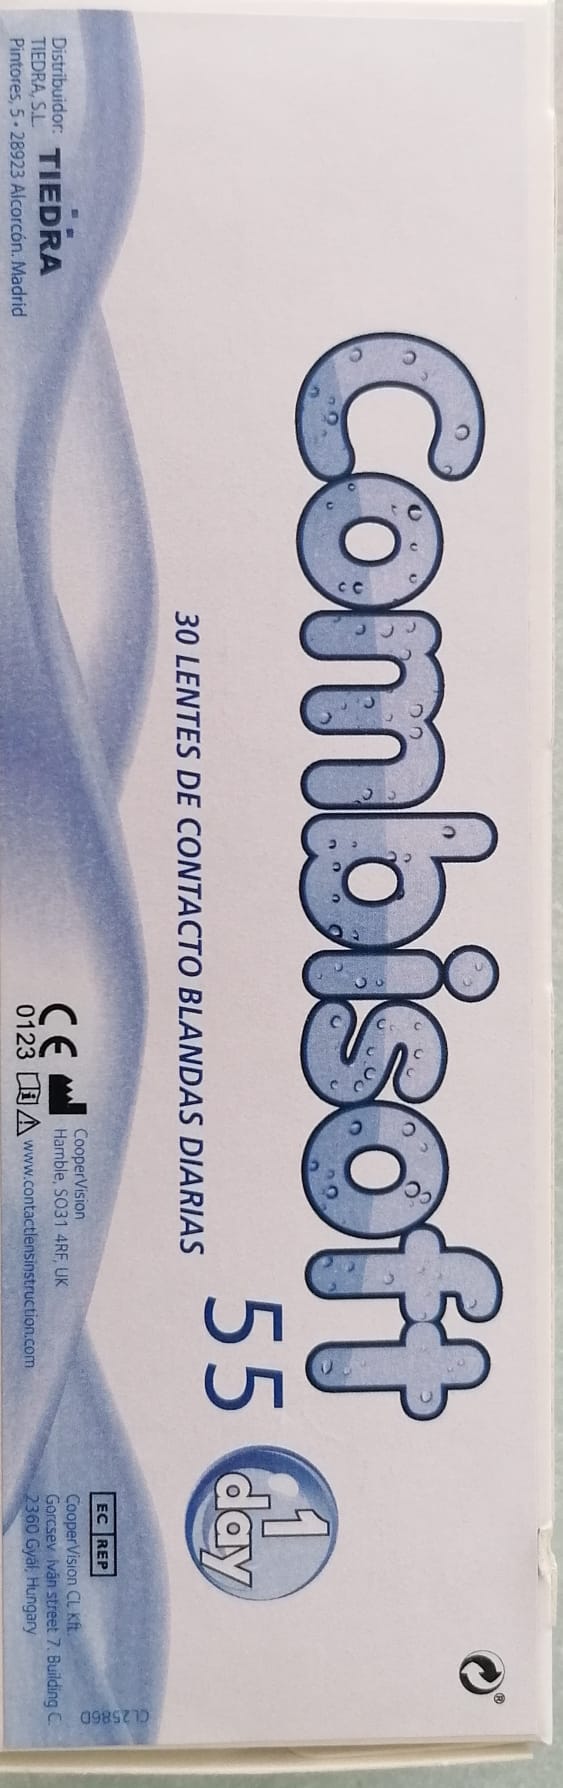 Combisoft
55
1
day
30 LENTES DE CONTACTO BLANDAS DIARIAS
Distribuidor:
TIEDRA, S.L.
TIEDRA
Pintores, 5 • 28923 Alcorcón. Madrid
CE
0123
CooperVision
Hamble, SO31 4RF, UK
www.contactlensinstruction.com
EC REP
CooperVision CL Kft.
Gorcsev Iván street 7. Building C
2360 Gyál, Hungary
CL25860
®